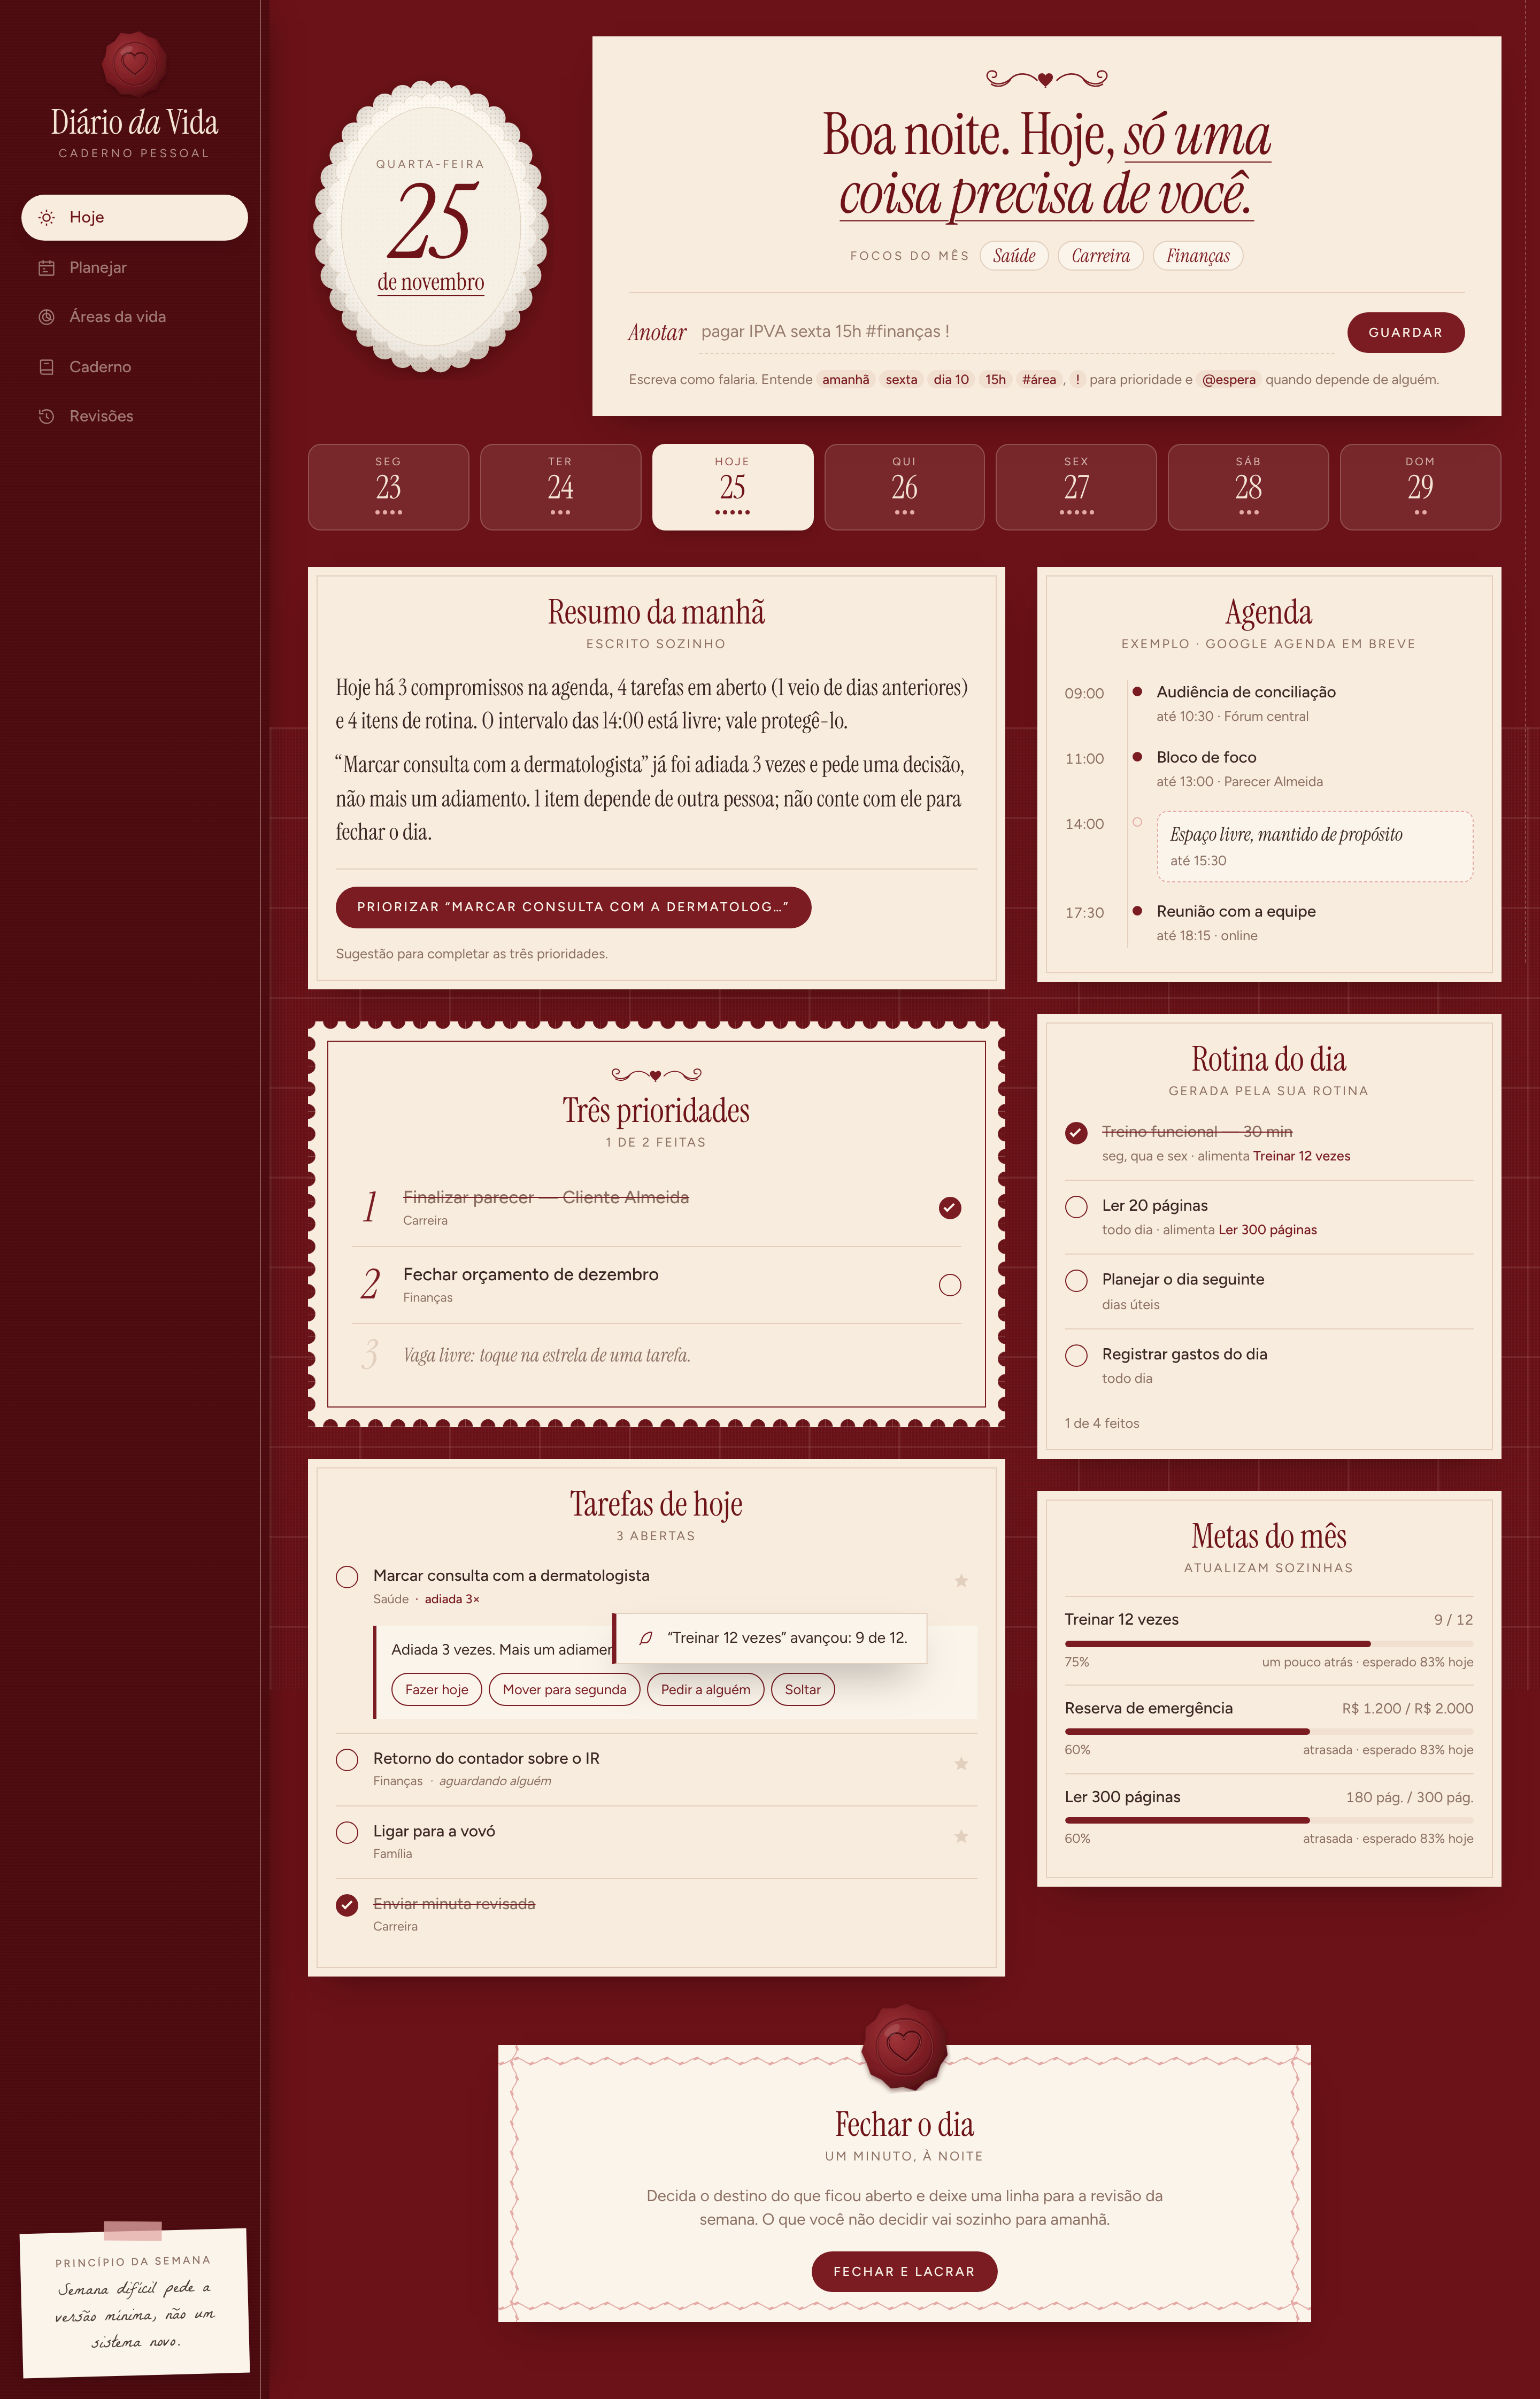 Diário da Vida
CADERNO PESSOAL
Hoje
Planejar
Áreas da vida
Caderno
Revisões
PRINCÍPIO DA SEMANA
Semana difícil pede a
versão mínima, não um
sistema novo.
QUARTA-FEIRA
25
de novembro
Boa noite. Hoje, só uma
coisa precisa de você.
FOCOS DO MÊS Saúde Carreira Finanças
Anotar pagar IPVA sexta 15h #finanças ! GUARDAR
Escreva como falaria. Entende amanhã sexta dia 10 15h #área , ! para prioridade e @espera quando depende de alguém.
SEG
23
TER
24
HOJE
25
QUI
26
SEX
27
SÁB
28
DOM
29
Resumo da manhã
ESCRITO SOZINHO
Hoje há 3 compromissos na agenda, 4 tarefas em aberto (1 veio de dias anteriores)
e 4 itens de rotina. O intervalo das 14:00 está livre; vale protegê-lo.
“Marcar consulta com a dermatologista” já foi adiada 3 vezes e pede uma decisão,
não mais um adiamento. 1 item depende de outra pessoa; não conte com ele para
fechar o dia.
PRIORIZAR “MARCAR CONSULTA COM A DERMATOLOG…”
Sugestão para completar as três prioridades.
Três prioridades
1 DE 2 FEITAS
1 Finalizar parecer — Cliente Almeida
Carreira
2 Fechar orçamento de dezembro
Finanças
3 Vaga livre: toque na estrela de uma tarefa.
Tarefas de hoje
3 ABERTAS
Marcar consulta com a dermatologista
Saúde · adiada 3×
Adiada 3 vezes. Mais um
“Treinar 12 vezes” avançou: 9 de 12.
Fazer hoje Mover para segunda Pedir a alguém Soltar
Retorno do contador sobre o IR
Finanças · aguardando alguém
Ligar para a vovó
Família
Enviar minuta revisada
Carreira
Agenda
EXEMPLO · GOOGLE AGENDA EM BREVE
09:00 Audiência de conciliação
até 10:30 · Fórum central
11:00 Bloco de foco
até 13:00 · Parecer Almeida
14:00 Espaço livre, mantido de propósito
até 15:30
17:30 Reunião com a equipe
até 18:15 · online
Rotina do dia
GERADA PELA SUA ROTINA
Treino funcional — 30 min
seg, qua e sex · alimenta Treinar 12 vezes
Ler 20 páginas
todo dia · alimenta Ler 300 páginas
Planejar o dia seguinte
dias úteis
Registrar gastos do dia
todo dia
1 de 4 feitos
Metas do mês
ATUALIZAM SOZINHAS
Treinar 12 vezes 9 / 12
75% um pouco atrás · esperado 83% hoje
Reserva de emergência R$ 1.200 / R$ 2.000
60% atrasada · esperado 83% hoje
Ler 300 páginas 180 pág. / 300 pág.
60% atrasada · esperado 83% hoje
Fechar o dia
UM MINUTO, À NOITE
Decida o destino do que ficou aberto e deixe uma linha para a revisão da
semana. O que você não decidir vai sozinho para amanhã.
FECHAR E LACRAR